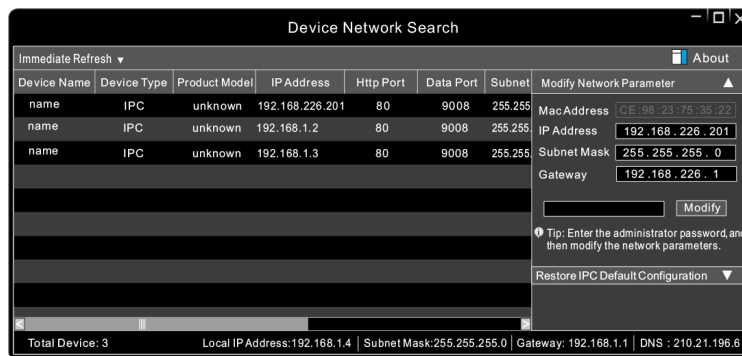 Device Network Search
Immediate Refresh
About
Device Name Device Type Product Model IP Address Http Port Data Port Subnet
name IPC unknown 192.168.226.201 80 9008 255.255
name IPC unknown 192.168.1.2 80 9008 255.255.
name IPC unknown 192.168.1.3 80 9008 255.255.
Modify Network Parameter
Mac Address CE:98:23:75:35:22
IP Address 192.168.226.201
Subnet Mask 255.255.255.0
Gateway 192.168.226.1
Modify
Tip: Enter the administrator password, and
then modify the network parameters.
Restore IPC Default Configuration
Total Device: 3 Local IP Address:192.168.1.4 Subnet Mask:255.255.255.0 Gateway: 192.168.1.1 DNS : 210.21.196.6